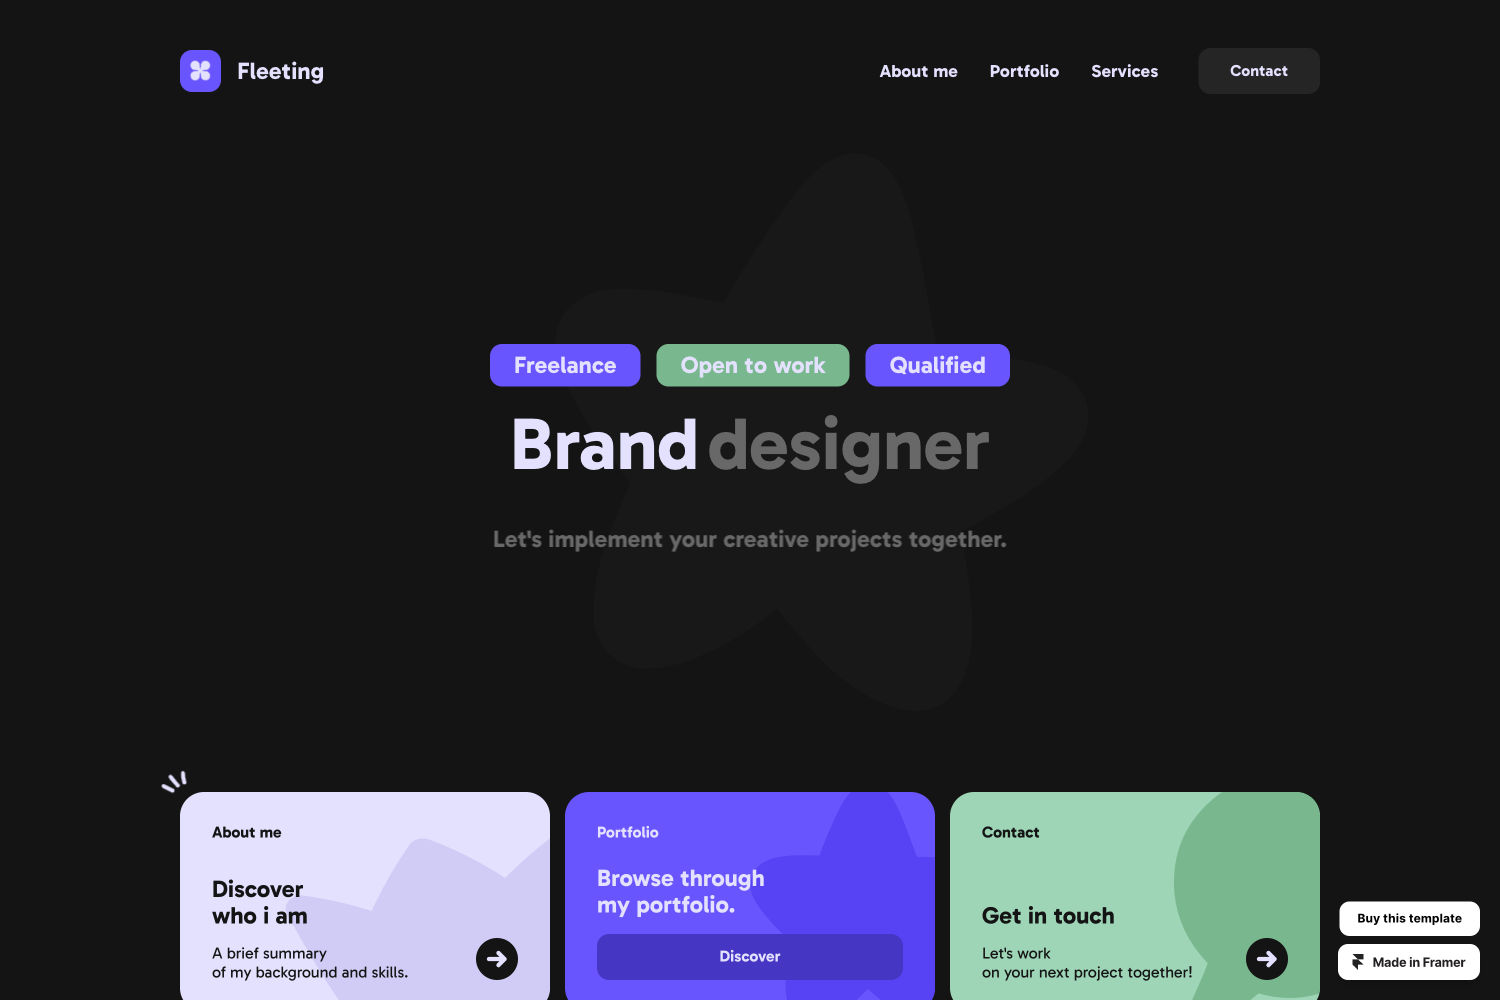 Fleeting
About me
Portfolio
Services
Contact
Freelance
Open to work
Qualified
Brand designer
Let's implement your creative projects together.
About me
Discover
who i am
A brief summary
of my background and skills.
Portfolio
Browse through
my portfolio.
Discover
Contact
Get in touch
Let's work
on your next project together!
Buy this template
Made in Framer